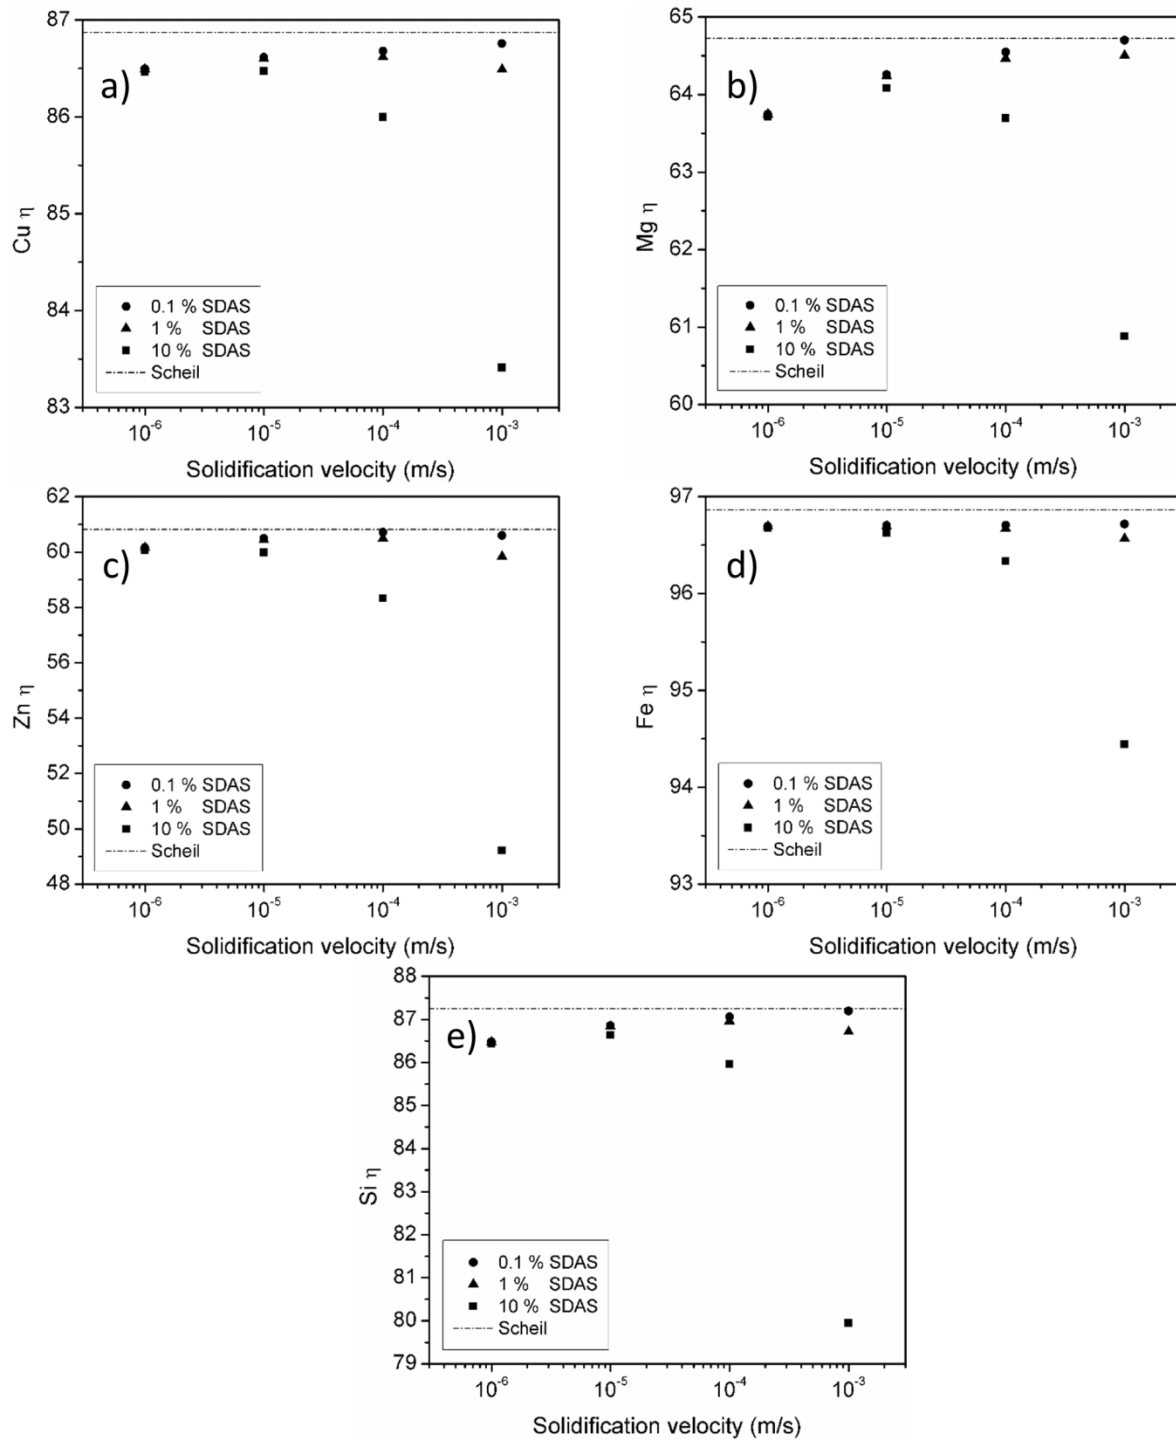 87
86
85
84
83
a)
Cu η
0.1 % SDAS
1 % SDAS
10 % SDAS
Scheil
10⁻⁶ 10⁻⁵ 10⁻⁴ 10⁻³
Solidification velocity (m/s)
65
64
63
62
61
60
b)
Mg η
0.1 % SDAS
1 % SDAS
10 % SDAS
Scheil
10⁻⁶ 10⁻⁵ 10⁻⁴ 10⁻³
Solidification velocity (m/s)
62
60
58
56
54
52
50
48
c)
Zn η
0.1 % SDAS
1 % SDAS
10 % SDAS
Scheil
10⁻⁶ 10⁻⁵ 10⁻⁴ 10⁻³
Solidification velocity (m/s)
97
96
95
94
93
d)
Fe η
0.1 % SDAS
1 % SDAS
10 % SDAS
Scheil
10⁻⁶ 10⁻⁵ 10⁻⁴ 10⁻³
Solidification velocity (m/s)
88
87
86
85
84
83
82
81
80
79
e)
Si η
0.1 % SDAS
1 % SDAS
10 % SDAS
Scheil
10⁻⁶ 10⁻⁵ 10⁻⁴ 10⁻³
Solidification velocity (m/s)